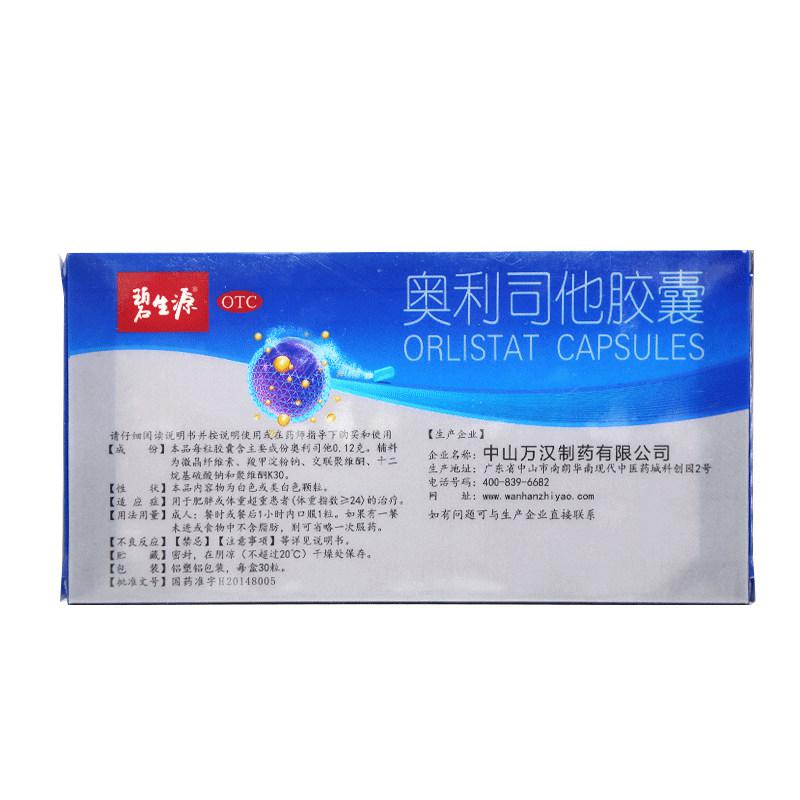 碧生源®
OTC
奥利司他胶囊
ORLISTAT CAPSULES
请仔细阅读说明书并按说明使用或在药师指导下购买和使用
【成 份】本品每粒胶囊含主要成份奥利司他0.12克。辅料
为微晶纤维素、羧甲淀粉钠、交联聚维酮、十二
烷基硫酸钠和聚维酮K30。
【性 状】本品内容物为白色或类白色颗粒。
【适 应 症】用于肥胖或体重超重患者(体重指数≥24)的治疗。
【用法用量】成人：餐时或餐后1小时内口服1粒。如果有一餐
未进或食物中不含脂肪，则可省略一次服药。
【不良反应】【禁忌】【注意事项】等详见说明书。
【贮 藏】密封，在阴凉（不超过20℃）干燥处保存。
【包 装】铝塑铝包装，每盒30粒。
【批准文号】国药准字H20148005
【生产企业】
企业名称：中山万汉制药有限公司
生产地址：广东省中山市南朗华南现代中医药城科创园2号
电话号码：400-839-6682
网 址：www.wanhanzhiyao.com
如有问题可与生产企业直接联系